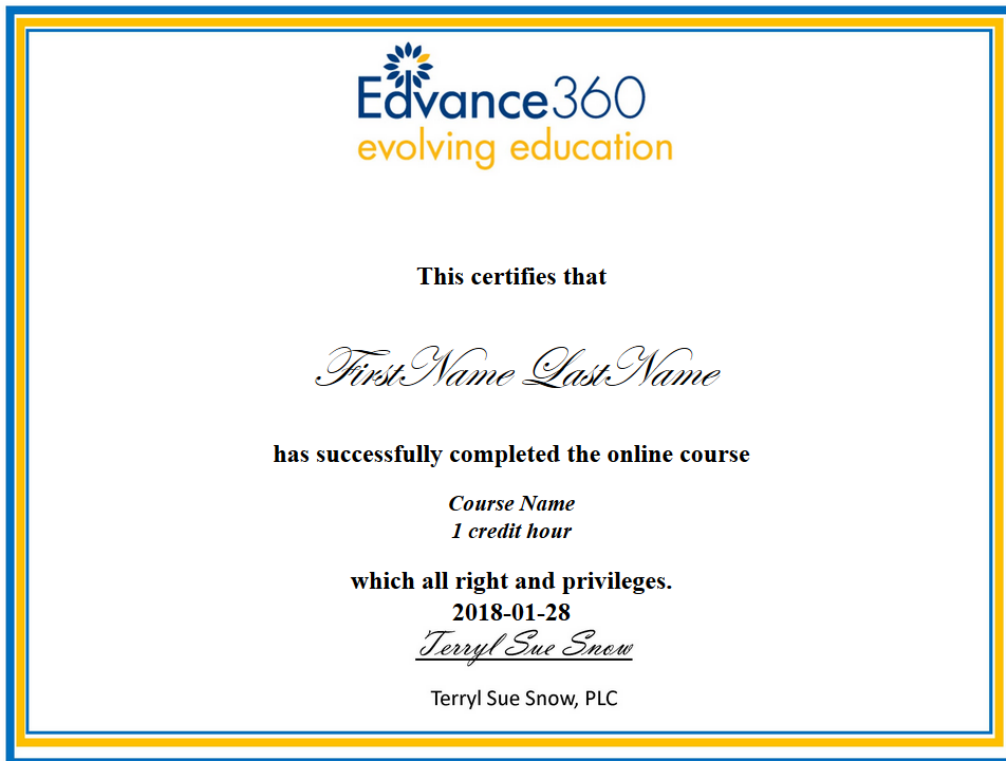 Edvance360
evolving education
This certifies that
FirstName LastName
has successfully completed the online course
Course Name
1 credit hour
which all right and privileges.
2018-01-28
Terryl Sue Snow
Terryl Sue Snow, PLC